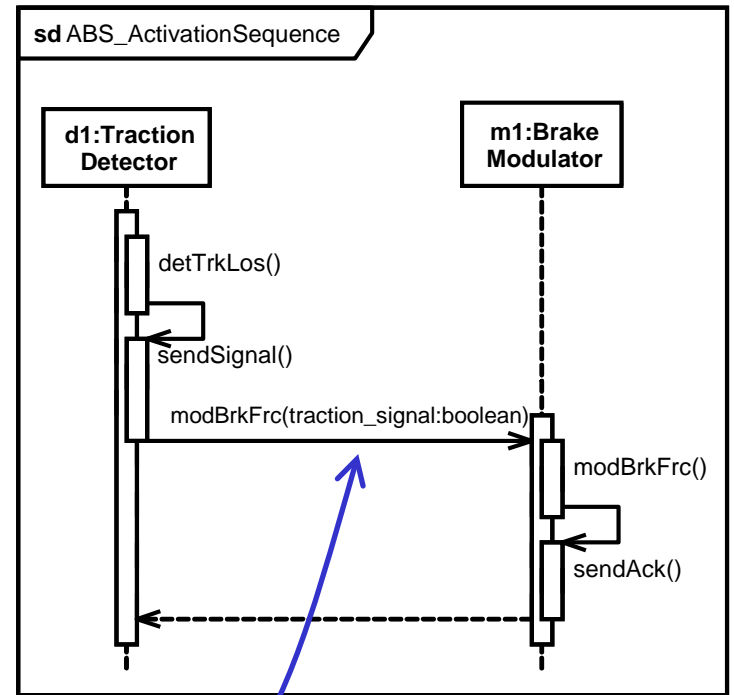 sd ABS_ActivationSequence
d1:Traction
Detector
m1:Brake
Modulator
detTrkLos()
sendSignal()
modBrkFrc(traction_signal:boolean)
modBrkFrc()
sendAck()